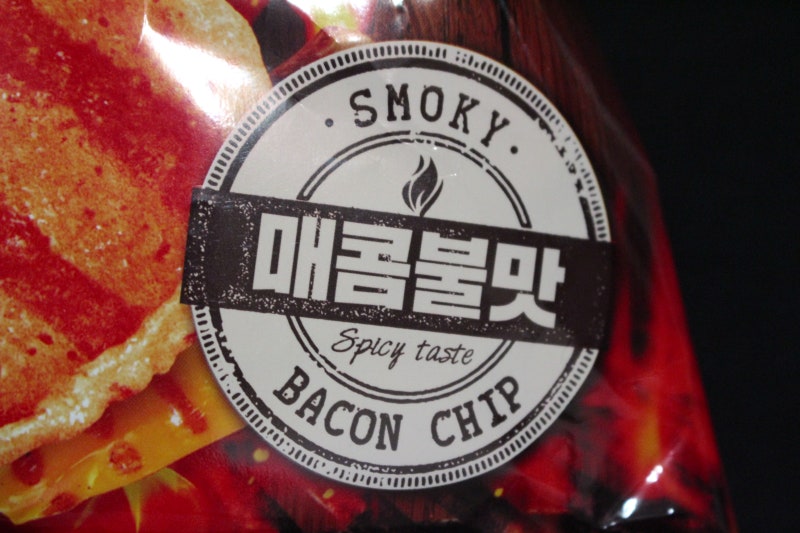 · SMOKY ·
매콤불맛
Spicy taste
BACON CHIP